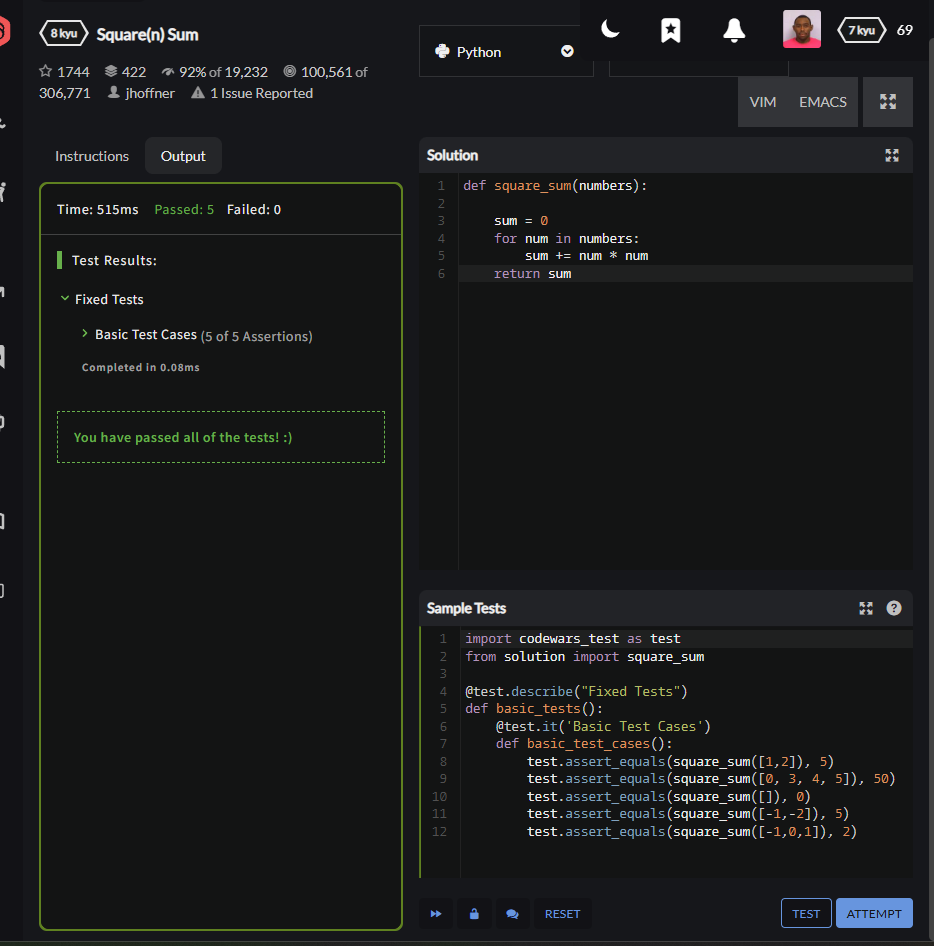 8 kyu Square(n) Sum
1744 422 92% of 19,232 100,561 of
306,771 jhoffner 1 Issue Reported
Python
7 kyu 69
VIM EMACS
Instructions Output
Time: 515ms Passed: 5 Failed: 0
Test Results:
Fixed Tests
Basic Test Cases (5 of 5 Assertions)
Completed in 0.08ms
You have passed all of the tests! :)
Solution
1 def square_sum(numbers):
2
3 sum = 0
4 for num in numbers:
5 sum += num * num
6 return sum
Sample Tests
1 import codewars_test as test
2 from solution import square_sum
3
4 @test.describe("Fixed Tests")
5 def basic_tests():
6 @test.it('Basic Test Cases')
7 def basic_test_cases():
8 test.assert_equals(square_sum([1,2]), 5)
9 test.assert_equals(square_sum([0, 3, 4, 5]), 50)
10 test.assert_equals(square_sum([]), 0)
11 test.assert_equals(square_sum([-1,-2]), 5)
12 test.assert_equals(square_sum([-1,0,1]), 2)
RESET
TEST ATTEMPT